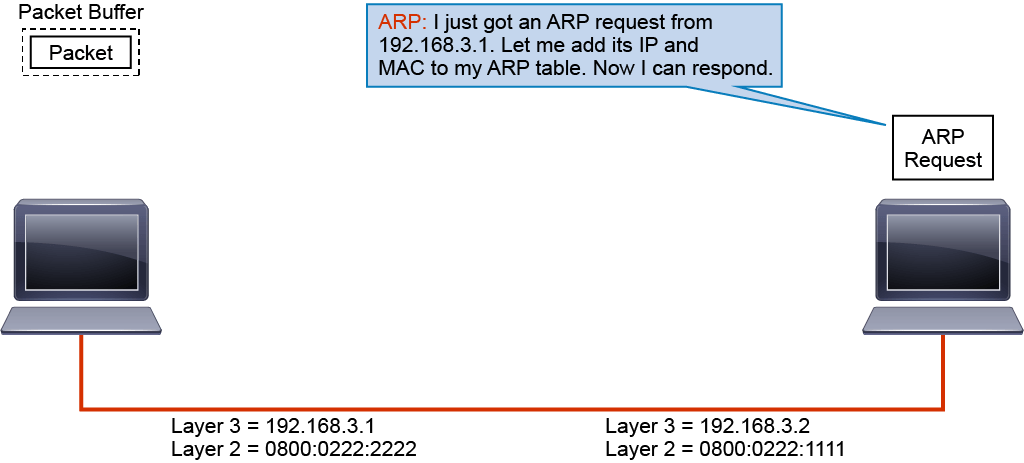 Packet Buffer
Packet
ARP: I just got an ARP request from
192.168.3.1. Let me add its IP and
MAC to my ARP table. Now I can respond.
ARP
Request
Layer 3 = 192.168.3.1
Layer 2 = 0800:0222:2222
Layer 3 = 192.168.3.2
Layer 2 = 0800:0222:1111